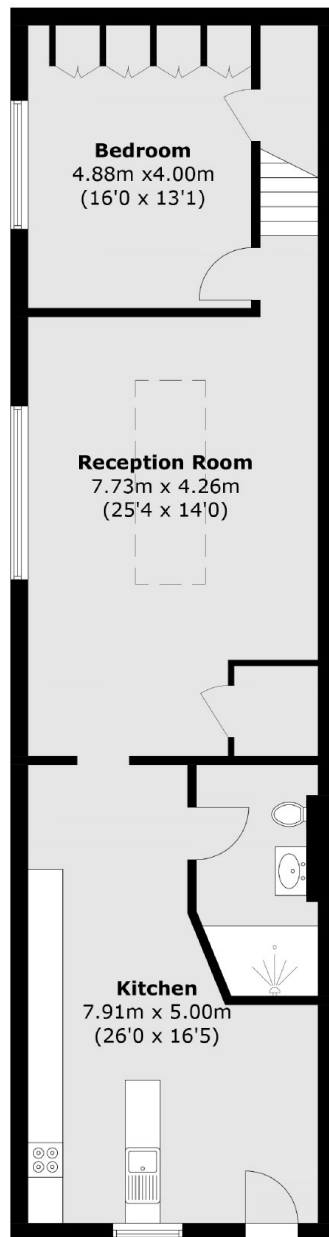 Bedroom
4.88m x4.00m
(16'0 x 13'1)
Reception Room
7.73m x 4.26m
(25'4 x 14'0)
Kitchen
7.91m x 5.00m
(26'0 x 16'5)